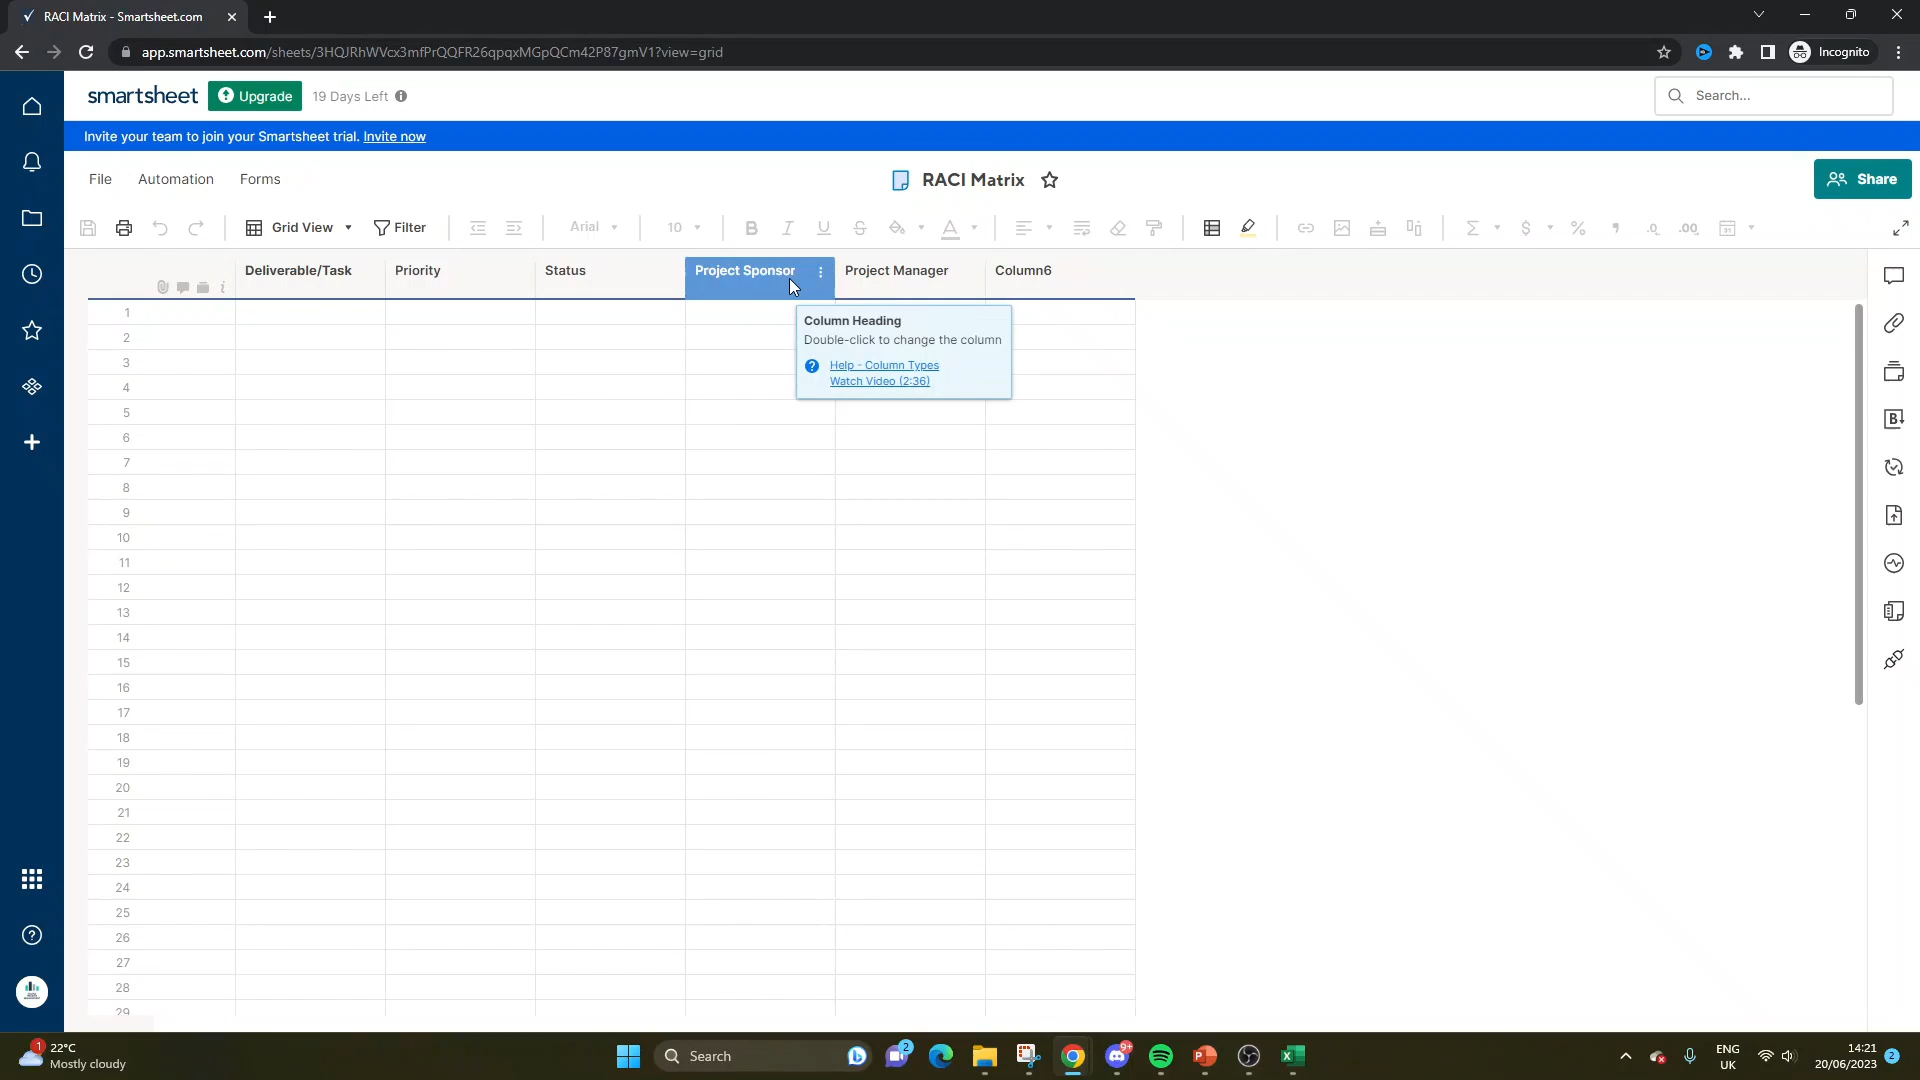 RACI Matrix - Smartsheet.com
app.smartsheet.com/sheets/3HQJRhWVcx3mfPrQQFR26qpqxMGpQCm42P87gmV1?view=grid
Incognito
smartsheet Upgrade 19 Days Left
Search...
Invite your team to join your Smartsheet trial. Invite now
File Automation Forms RACI Matrix Share
Grid View Filter Arial 10
Deliverable/Task Priority Status Project Sponsor Project Manager Column6
Column Heading
Double-click to change the column
Help - Column Types
Watch Video (2:36)
1
2
3
4
5
6
7
8
9
10
11
12
13
14
15
16
17
18
19
20
21
22
23
24
25
26
27
28
29
1
22°C
Mostly cloudy
Search
2
9+
ENG
UK
14:21
20/06/2023
2